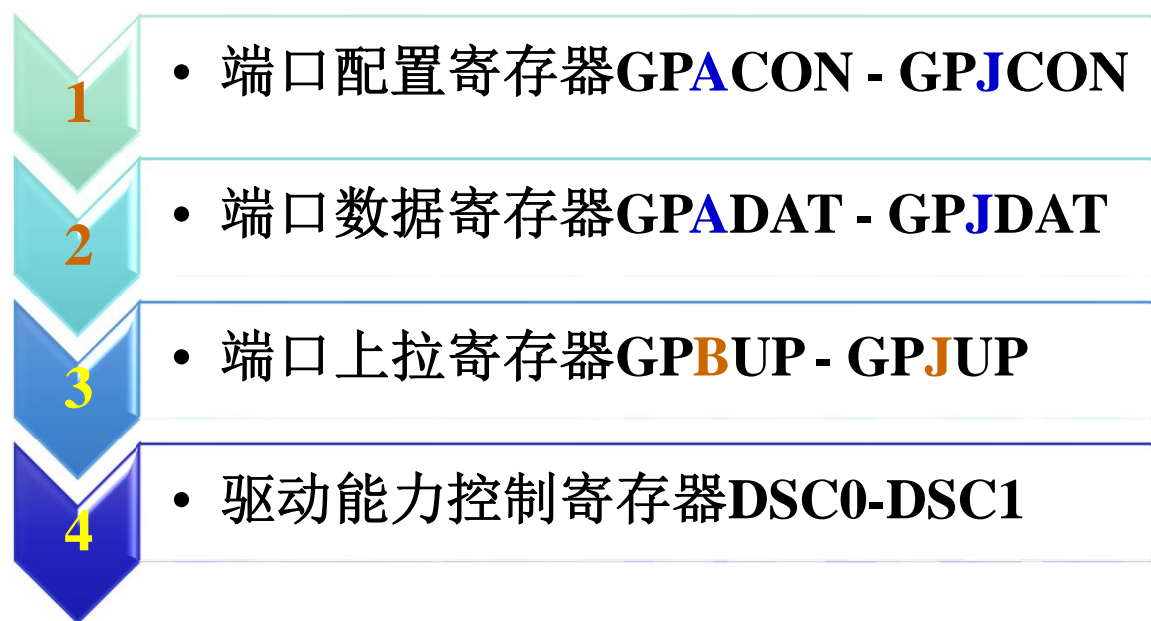 1
• 端口配置寄存器GPACON - GPJCON
2
• 端口数据寄存器GPADAT - GPJDAT
3
• 端口上拉寄存器GPBUP - GPJUP
4
• 驱动能力控制寄存器DSC0-DSC1